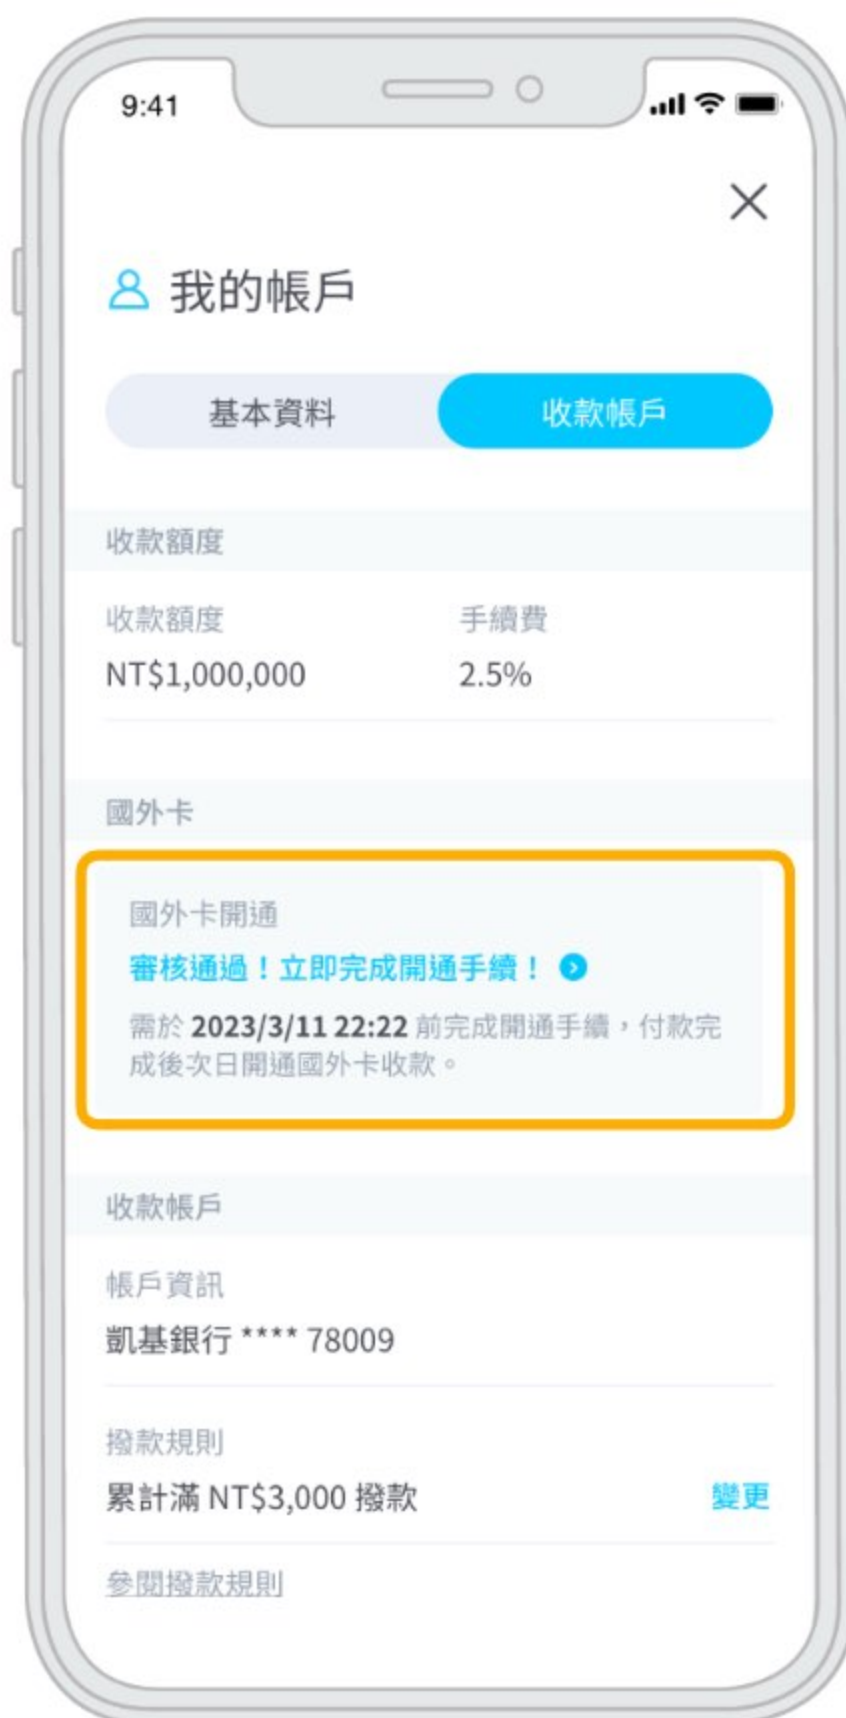 9:41
我的帳戶
基本資料
收款帳戶
收款額度
收款額度
手續費
NT$1,000,000
2.5%
國外卡
國外卡開通
審核通過！立即完成開通手續！
需於 2023/3/11 22:22 前完成開通手續，付款完
成後次日開通國外卡收款。
收款帳戶
帳戶資訊
凱基銀行 **** 78009
撥款規則
累計滿 NT$3,000 撥款
變更
參閱撥款規則